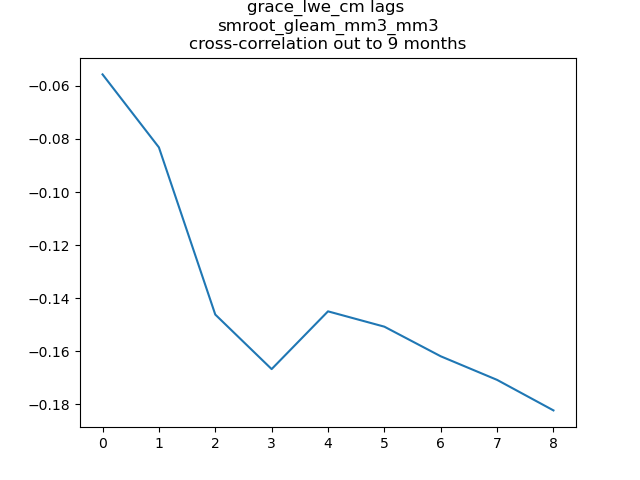 grace_lwe_cm lags
smroot_gleam_mm3_mm3
cross-correlation out to 9 months
−0.06
−0.08
−0.10
−0.12
−0.14
−0.16
−0.18
0 1 2 3 4 5 6 7 8